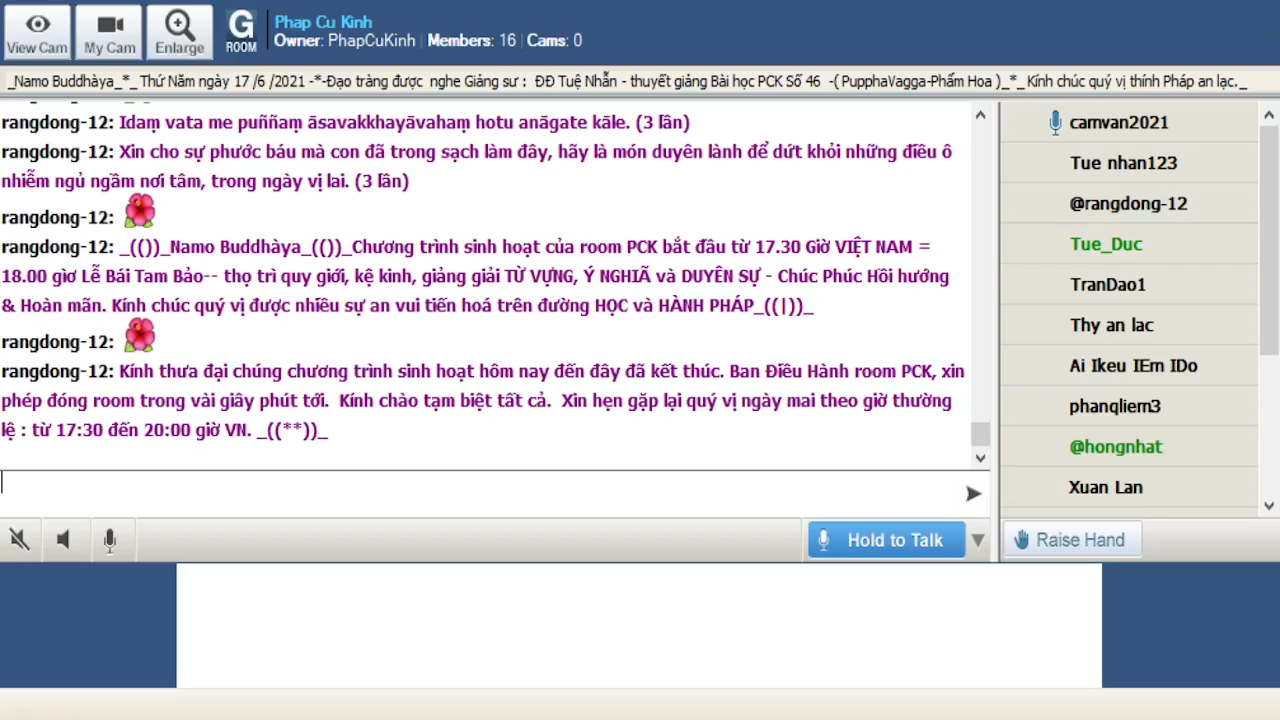 View Cam
My Cam
Enlarge
G
ROOM
Phap Cu Kinh
Owner: PhapCuKinh | Members: 16 | Cams: 0
_Namo Buddhàya_*_ Thứ Năm ngày 17 /6 /2021 -*-Đạo tràng được nghe Giảng sư : ĐĐ Tuệ Nhẫn - thuyết giảng Bài học PCK Số 46 -( PupphaVagga-Phẩm Hoa )_*_ Kính chúc quý vị thính Pháp an lạc._
rangdong-12: Idaṃ vata me puññaṃ āsavakkhayāvahaṃ hotu anāgate kāle. (3 lần)
rangdong-12: Xin cho sự phước báu mà con đã trong sạch làm đây, hãy là món duyên lành để dứt khỏi những điều ô
nhiễm ngủ ngầm nơi tâm, trong ngày vị lai. (3 lần)
rangdong-12:
rangdong-12: _(())_Namo Buddhàya_(())_Chương trình sinh hoạt của room PCK bắt đầu từ 17.30 Giờ VIỆT NAM =
18.00 giờ Lễ Bái Tam Bảo-- thọ trì quy giới, kệ kinh, giảng giải TỪ VỰNG, Ý NGHIÃ và DUYÊN SỰ - Chúc Phúc Hồi hướng
& Hoàn mãn. Kính chúc quý vị được nhiều sự an vui tiến hoá trên đường HỌC và HÀNH PHÁP_((|))_
rangdong-12:
rangdong-12: Kính thưa đại chúng chương trình sinh hoạt hôm nay đến đây đã kết thúc. Ban Điều Hành room PCK, xin
phép đóng room trong vài giây phút tới. Kính chào tạm biệt tất cả. Xin hẹn gặp lại quý vị ngày mai theo giờ thường
lệ : từ 17:30 đến 20:00 giờ VN. _((**))_
camvan2021
Tue nhan123
@rangdong-12
Tue_Duc
TranDao1
Thy an lac
Ai Ikeu IEm IDo
phanqliem3
@hongnhat
Xuan Lan
Hold to Talk
Raise Hand